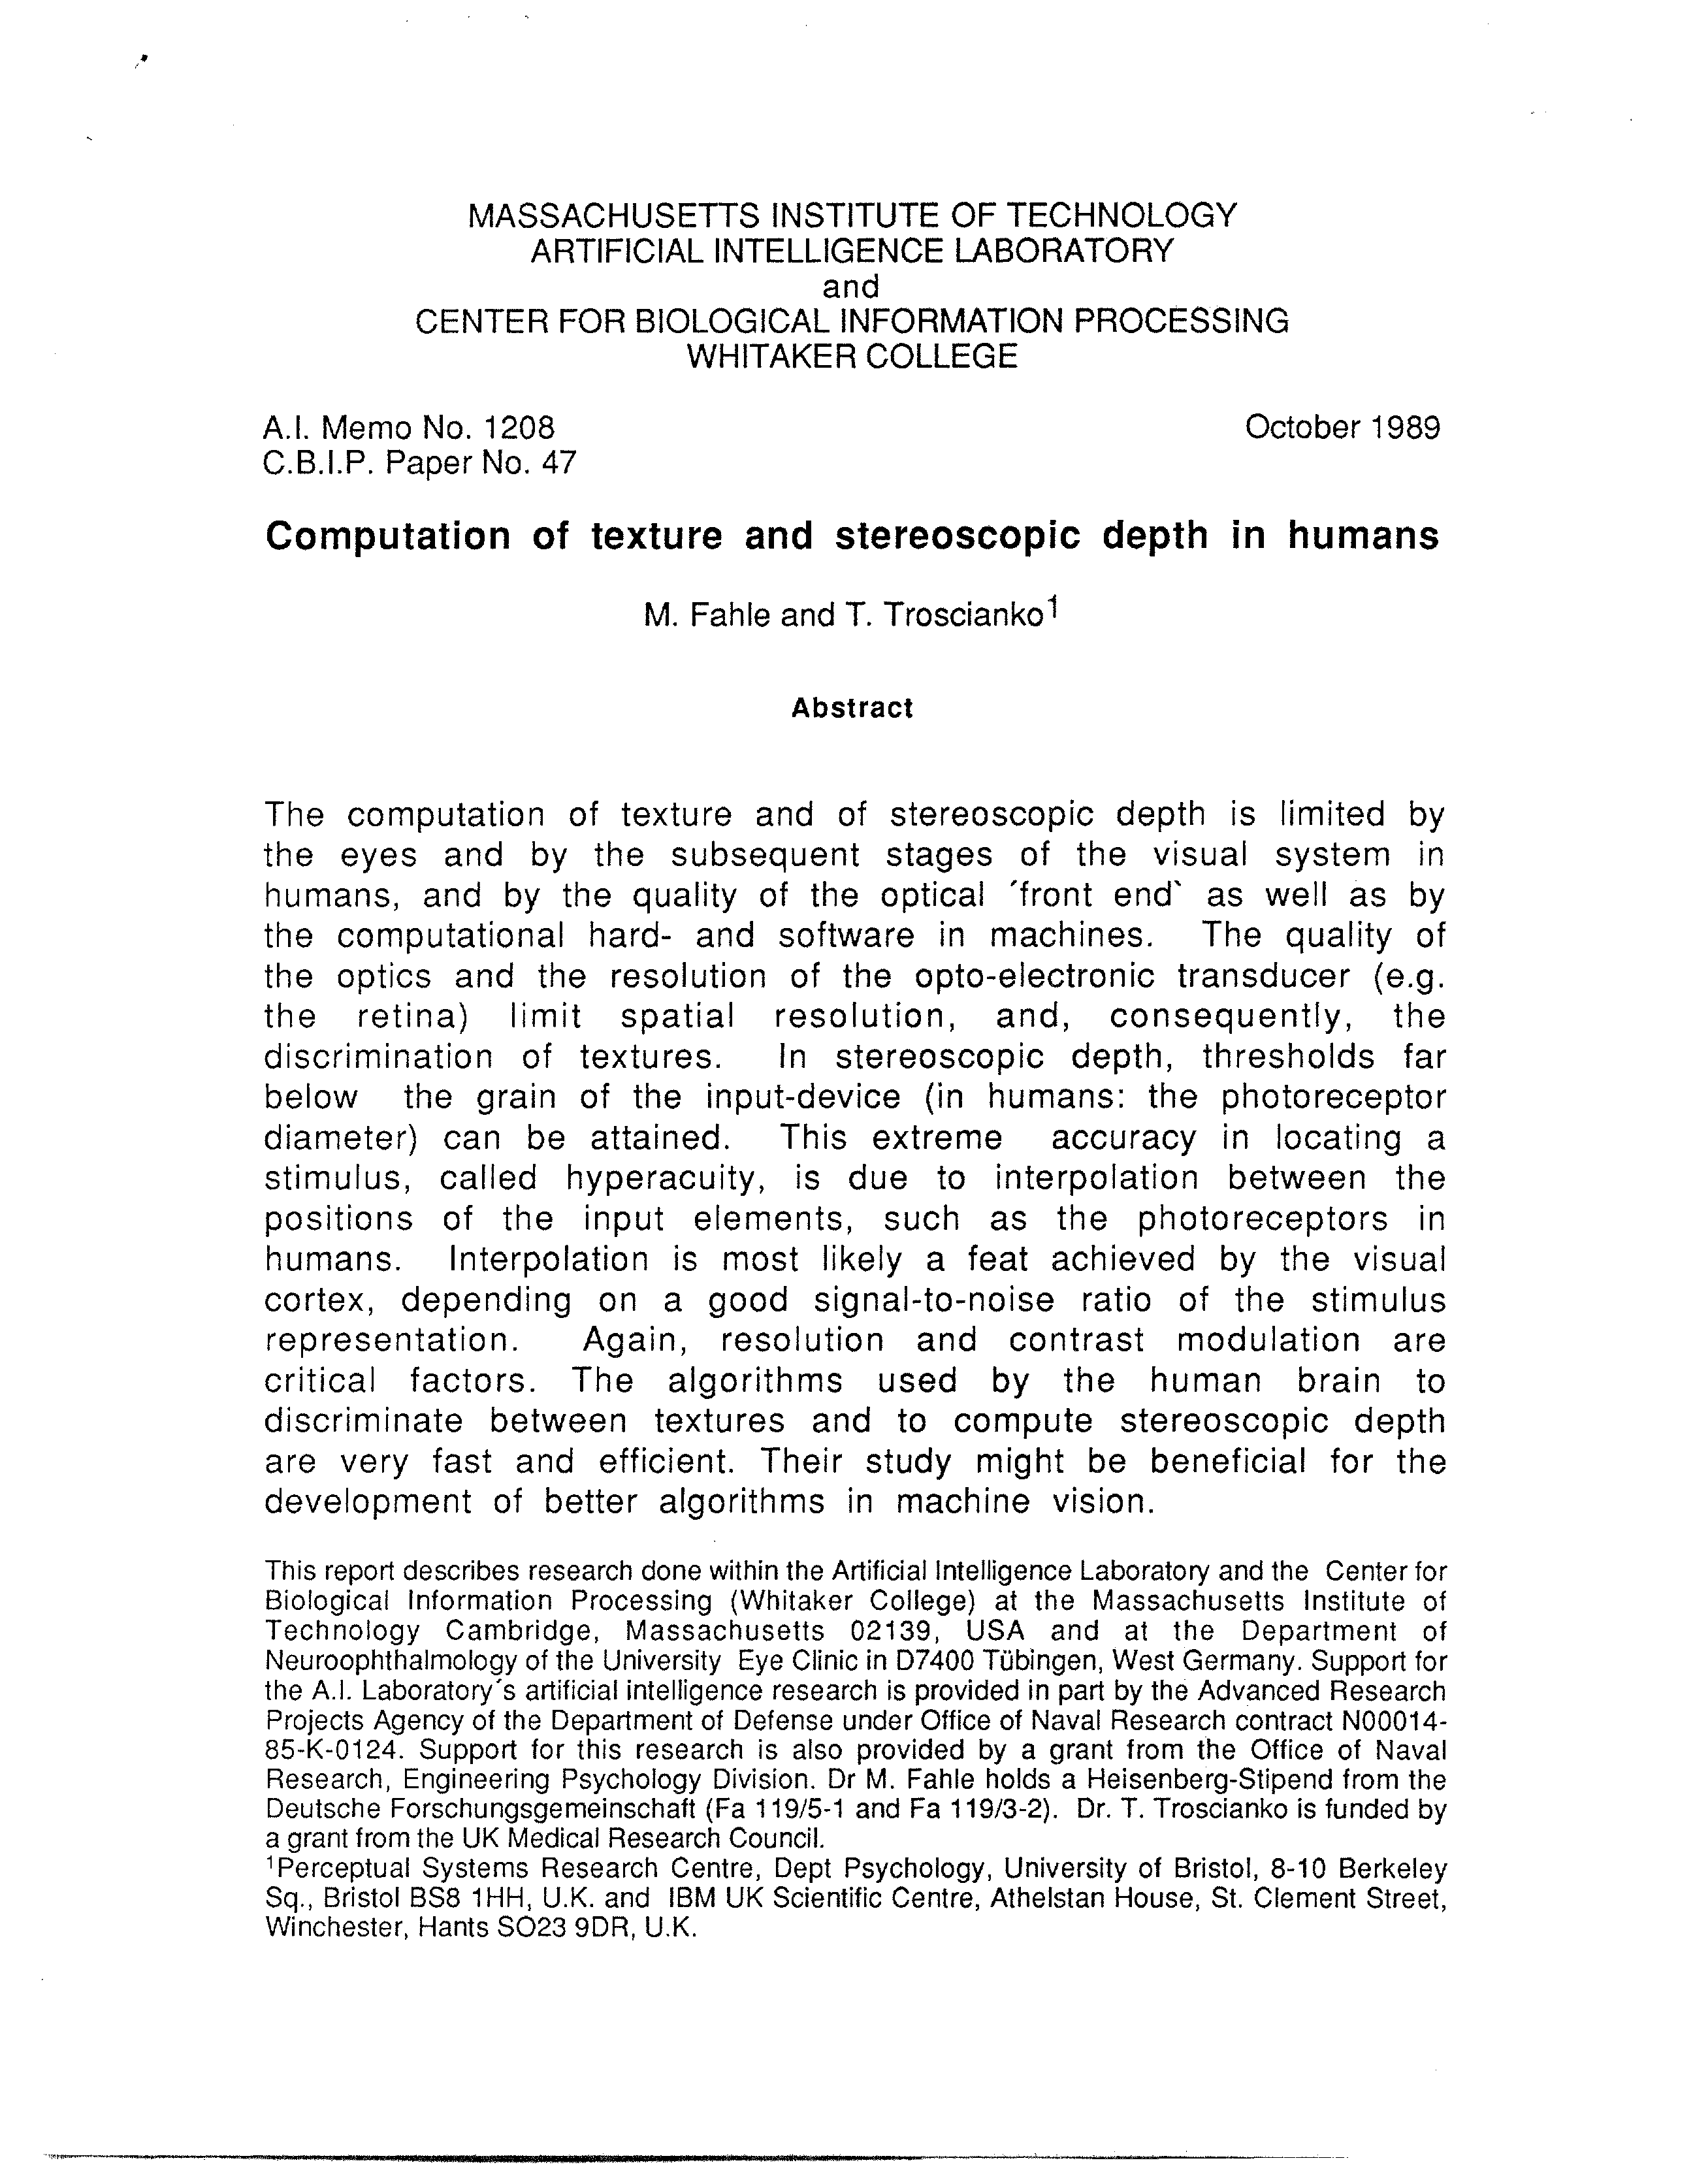 MASSACHUSETTS INSTITUTE OF TECHNOLOGY
ARTIFICIAL INTELLIGENCE LABORATORY
and
CENTER FOR BIOLOGICAL INFORMATION PROCESSING
WHITAKER COLLEGE
A.I. Memo No. 1208 October 1989
C.B.I.P. Paper No. 47
Computation of texture and stereoscopic depth in humans
M. Fahle and T. Troscianko¹
Abstract
The computation of texture and of stereoscopic depth is limited by
the eyes and by the subsequent stages of the visual system in
humans, and by the quality of the optical ´front end` as well as by
the computational hard- and software in machines. The quality of
the optics and the resolution of the opto-electronic transducer (e.g.
the retina) limit spatial resolution, and, consequently, the
discrimination of textures. In stereoscopic depth, thresholds far
below the grain of the input-device (in humans: the photoreceptor
diameter) can be attained. This extreme accuracy in locating a
stimulus, called hyperacuity, is due to interpolation between the
positions of the input elements, such as the photoreceptors in
humans. Interpolation is most likely a feat achieved by the visual
cortex, depending on a good signal-to-noise ratio of the stimulus
representation. Again, resolution and contrast modulation are
critical factors. The algorithms used by the human brain to
discriminate between textures and to compute stereoscopic depth
are very fast and efficient. Their study might be beneficial for the
development of better algorithms in machine vision.
This report describes research done within the Artificial Intelligence Laboratory and the Center for
Biological Information Processing (Whitaker College) at the Massachusetts Institute of
Technology Cambridge, Massachusetts 02139, USA and at the Department of
Neuroophthalmology of the University Eye Clinic in D7400 Tübingen, West Germany. Support for
the A.I. Laboratory´s artificial intelligence research is provided in part by the Advanced Research
Projects Agency of the Department of Defense under Office of Naval Research contract N00014-
85-K-0124. Support for this research is also provided by a grant from the Office of Naval
Research, Engineering Psychology Division. Dr M. Fahle holds a Heisenberg-Stipend from the
Deutsche Forschungsgemeinschaft (Fa 119/5-1 and Fa 119/3-2). Dr. T. Troscianko is funded by
a grant from the UK Medical Research Council.
¹Perceptual Systems Research Centre, Dept Psychology, University of Bristol, 8-10 Berkeley
Sq., Bristol BS8 1HH, U.K. and IBM UK Scientific Centre, Athelstan House, St. Clement Street,
Winchester, Hants SO23 9DR, U.K.